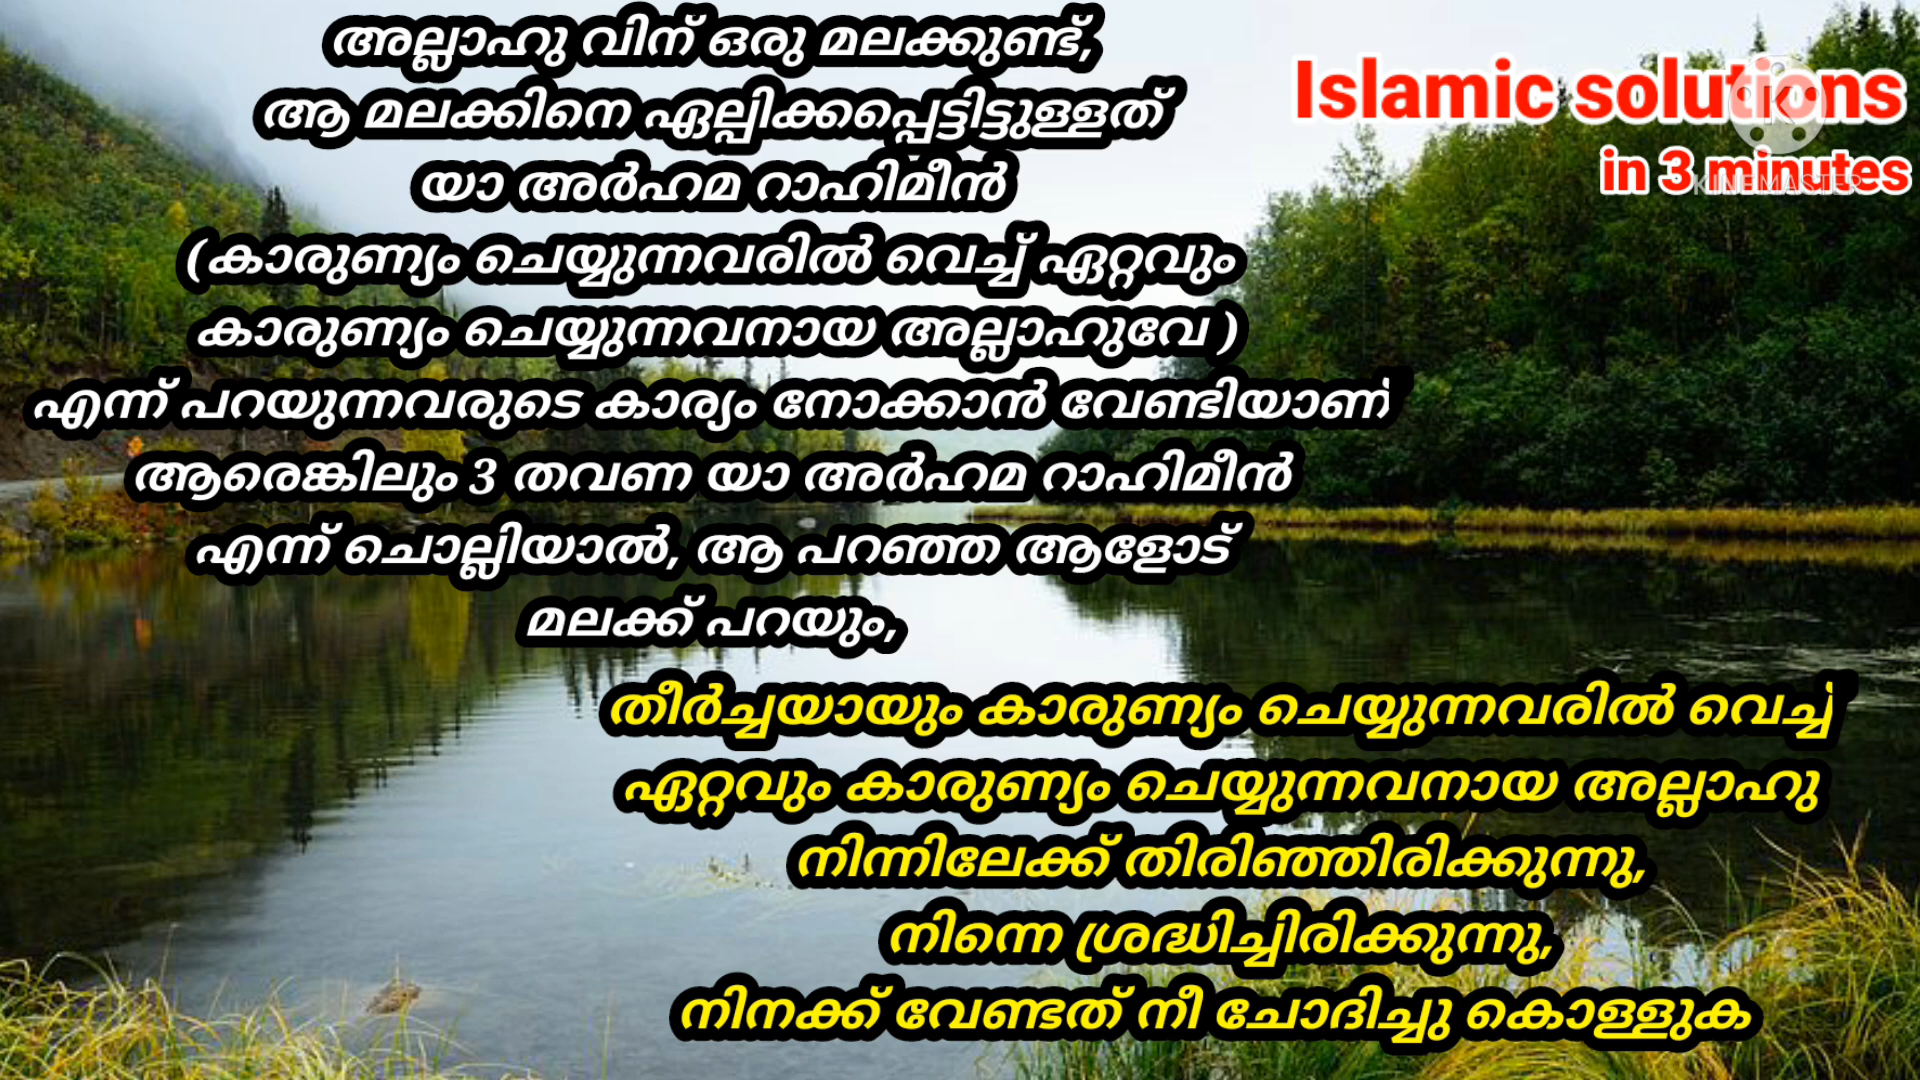 അല്ലാഹു വിന് ഒരു മലക്കുണ്ട്,
ആ മലക്കിനെ ഏല്പിക്കപ്പെട്ടിട്ടുള്ളത്
യാ അർഹമ റാഹിമീൻ
(കാരുണ്യം ചെയ്യുന്നവരിൽ വെച്ച് ഏറ്റവും
കാരുണ്യം ചെയ്യുന്നവനായ അല്ലാഹുവേ )
എന്ന് പറയുന്നവരുടെ കാര്യം നോക്കാൻ വേണ്ടിയാണ്
ആരെങ്കിലും 3 തവണ യാ അർഹമ റാഹിമീൻ
എന്ന് ചൊല്ലിയാൽ, ആ പറഞ്ഞ ആളോട്
മലക്ക് പറയും,
തീർച്ചയായും കാരുണ്യം ചെയ്യുന്നവരിൽ വെച്ച്
ഏറ്റവും കാരുണ്യം ചെയ്യുന്നവനായ അല്ലാഹു
നിന്നിലേക്ക് തിരിഞ്ഞിരിക്കുന്നു,
നിന്നെ ശ്രദ്ധിച്ചിരിക്കുന്നു,
നിനക്ക് വേണ്ടത് നീ ചോദിച്ചു കൊള്ളുക
Islamic solutions
in 3 minutes
K
KINEMASTER